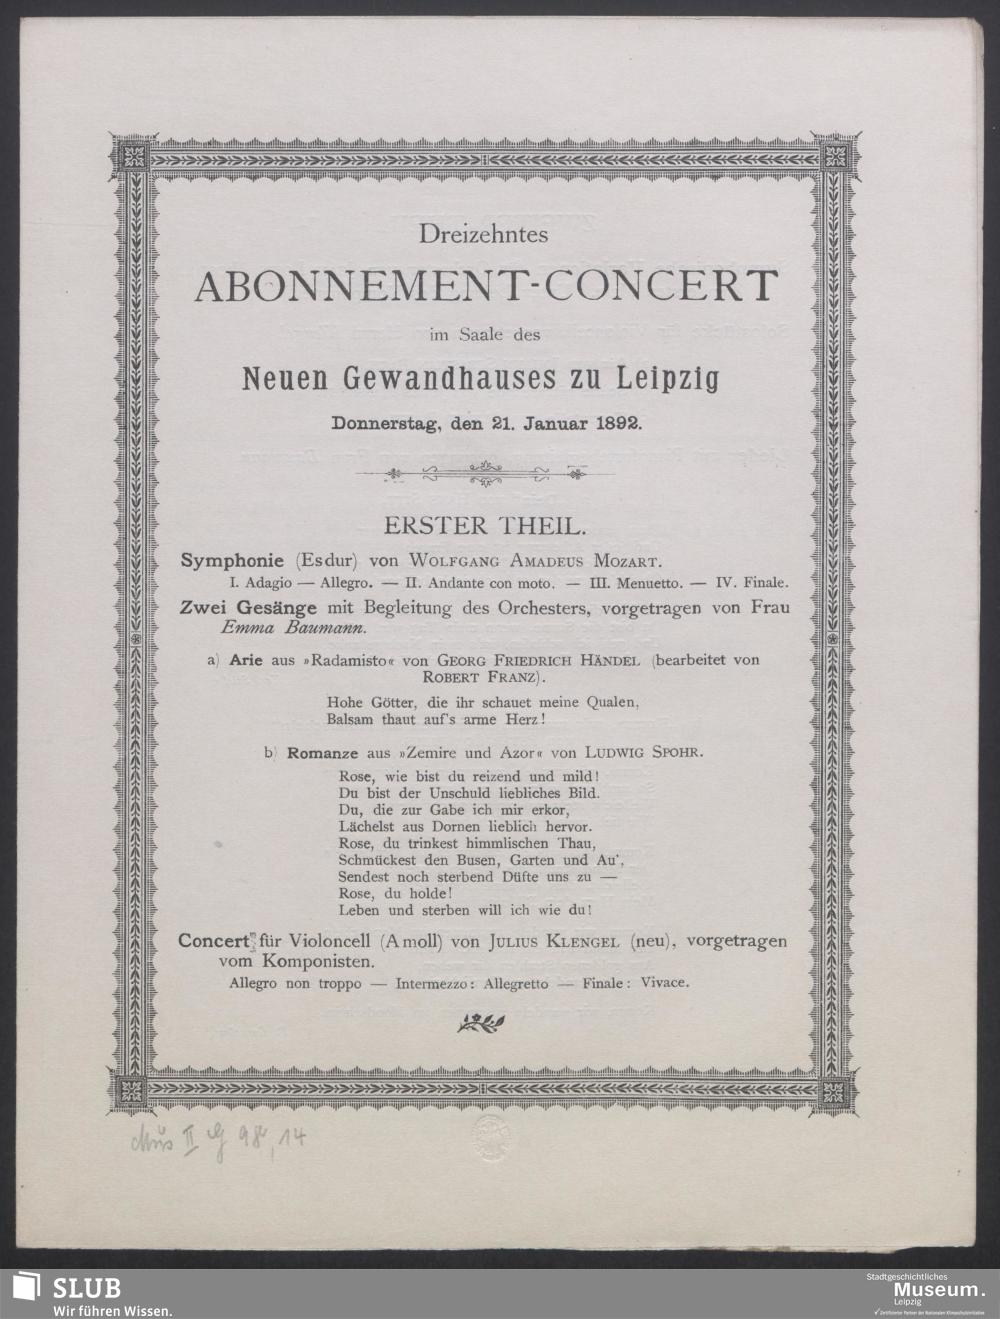 Dreizehntes
ABONNEMENT-CONCERT
im Saale des
Neuen Gewandhauses zu Leipzig
Donnerstag, den 21. Januar 1892.
ERSTER THEIL.
Symphonie (Esdur) von WOLFGANG AMADEUS MOZART.
I. Adagio — Allegro. — II. Andante con moto. — III. Menuetto. — IV. Finale.
Zwei Gesänge mit Begleitung des Orchesters, vorgetragen von Frau
Emma Baumann.
a) Arie aus »Radamisto« von GEORG FRIEDRICH HÄNDEL (bearbeitet von
ROBERT FRANZ).
Hohe Götter, die ihr schauet meine Qualen,
Balsam thaut auf's arme Herz!
b) Romanze aus »Zemire und Azor« von LUDWIG SPOHR.
Rose, wie bist du reizend und mild!
Du bist der Unschuld liebliches Bild.
Du, die zur Gabe ich mir erkor,
Lächelst aus Dornen lieblich hervor.
Rose, du trinkest himmlischen Thau,
Schmückest den Busen, Garten und Au',
Sendest noch sterbend Düfte uns zu —
Rose, du holde!
Leben und sterben will ich wie du!
Concert für Violoncell (Amoll) von JULIUS KLENGEL (neu), vorgetragen
vom Komponisten.
Allegro non troppo — Intermezzo: Allegretto — Finale: Vivace.
Mus II
SLUB
Wir führen Wissen.
Stadtgeschichtliches
Museum.
Leipzig
Zertifizierter Partner der Nationalen Klimaschutzinitiative